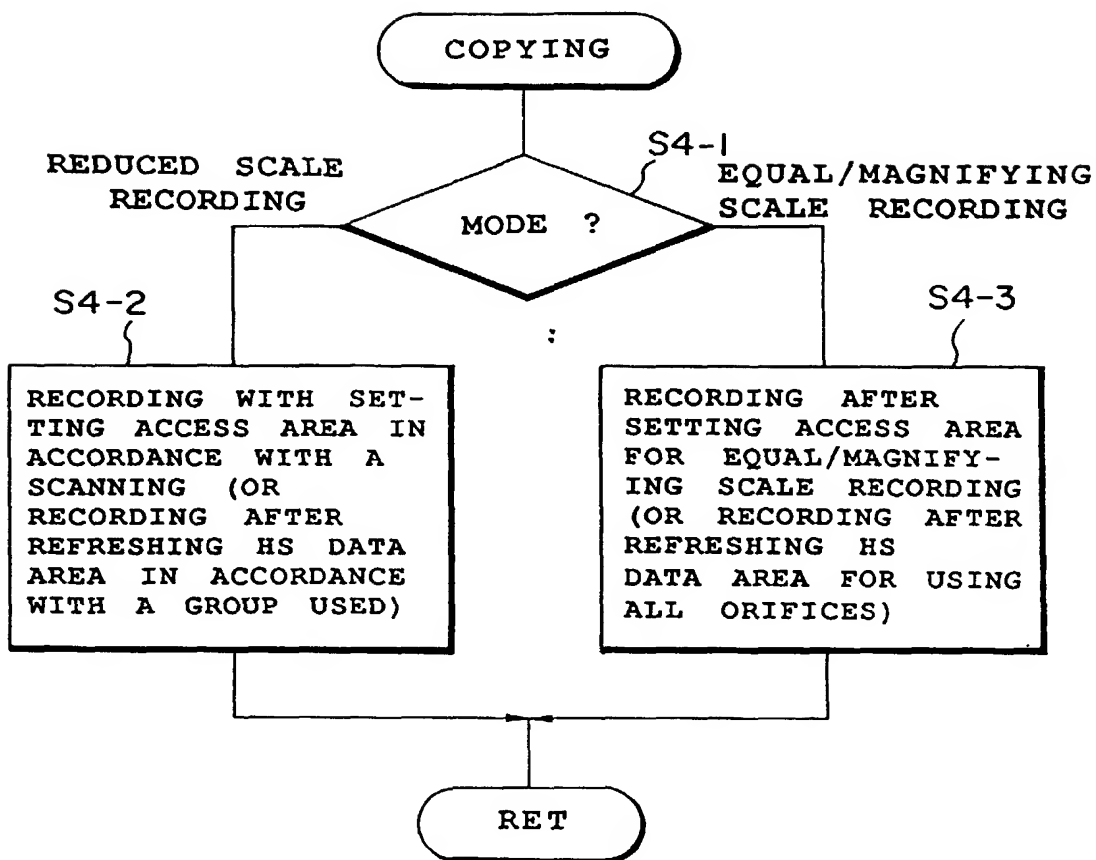 COPYING
S4-1
REDUCED SCALE
RECORDING
EQUAL/MAGNIFYING
SCALE RECORDING
MODE ?
S4-2
S4-3
RECORDING WITH SET-
TING ACCESS AREA IN
ACCORDANCE WITH A
SCANNING (OR
RECORDING AFTER
REFRESHING HS DATA
AREA IN ACCORDANCE
WITH A GROUP USED)
RECORDING AFTER
SETTING ACCESS AREA
FOR EQUAL/MAGNIFY-
ING SCALE RECORDING
(OR RECORDING AFTER
REFRESHING HS
DATA AREA FOR USING
ALL ORIFICES)
RET